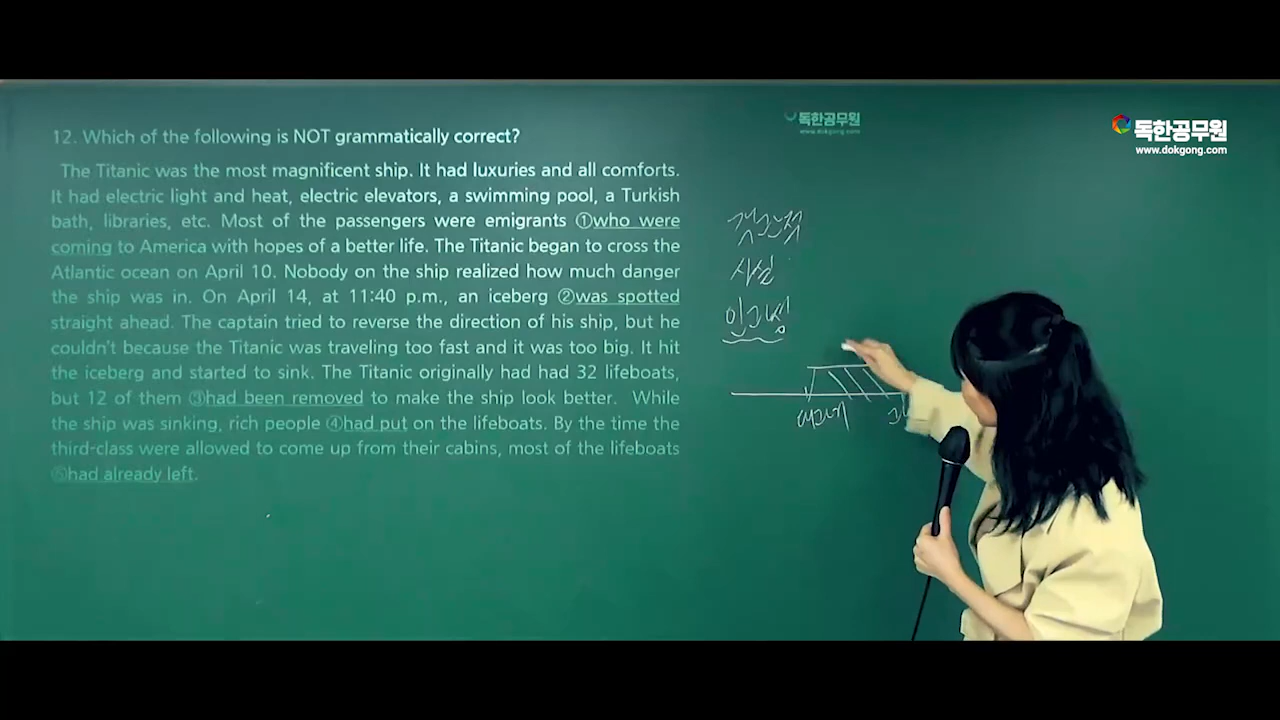 12. Which of the following is NOT grammatically correct?
The Titanic was the most magnificent ship. It had luxuries and all comforts.
It had electric light and heat, electric elevators, a swimming pool, a Turkish
bath, libraries, etc. Most of the passengers were emigrants ①who were
coming to America with hopes of a better life. The Titanic began to cross the
Atlantic ocean on April 10. Nobody on the ship realized how much danger
the ship was in. On April 14, at 11:40 p.m., an iceberg ②was spotted
straight ahead. The captain tried to reverse the direction of his ship, but he
couldn't because the Titanic was traveling too fast and it was too big. It hit
the iceberg and started to sink. The Titanic originally had had 32 lifeboats,
but 12 of them ③had been removed to make the ship look better. While
the ship was sinking, rich people ④had put on the lifeboats. By the time the
third-class were allowed to come up from their cabins, most of the lifeboats
⑤had already left.
독한공무원
www.dokgong.com
독한공무원
www.dokgong.com
사실